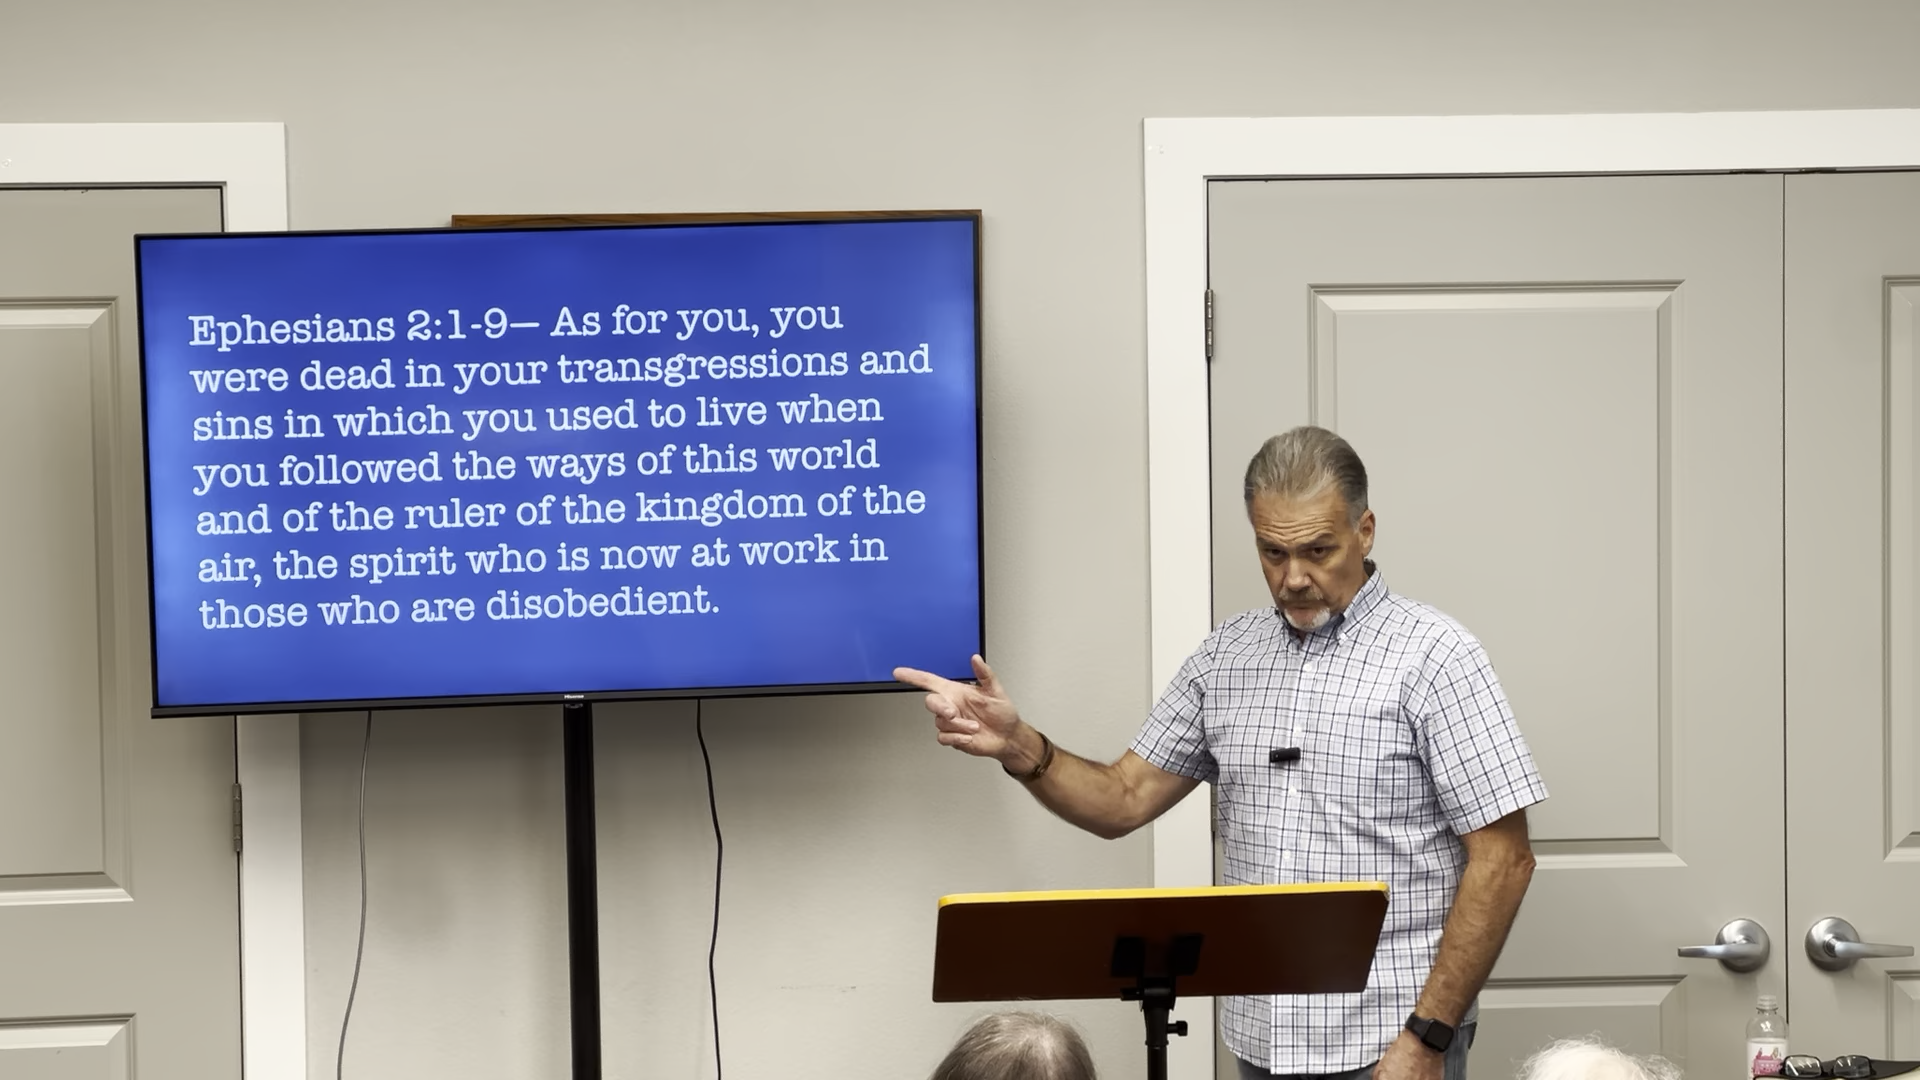 Ephesians 2:1-9— As for you, you
were dead in your transgressions and
sins in which you used to live when
you followed the ways of this world
and of the ruler of the kingdom of the
air, the spirit who is now at work in
those who are disobedient.
Hisense